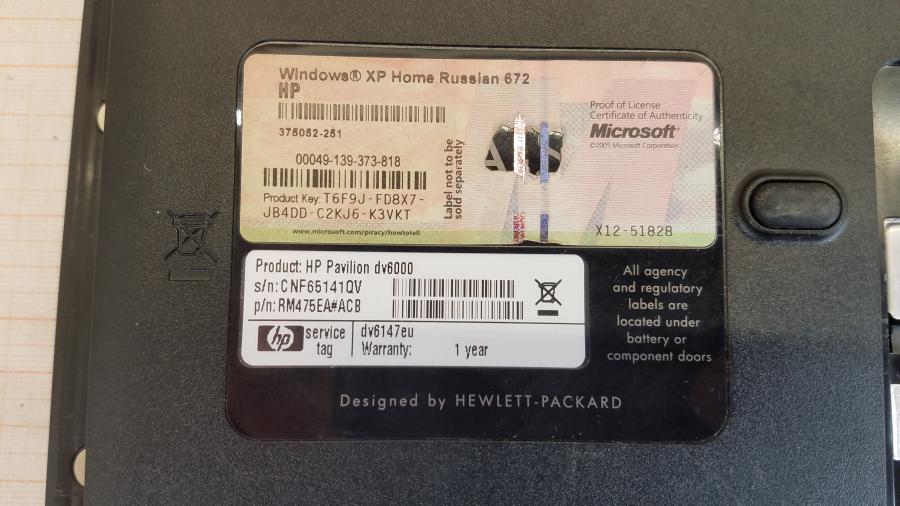 Windows® XP Home Russian 672
HP
375052-251
00049-139-373-818
Product Key: T6F9J-FD8X7-
JB4DD-C2KJ6-K3VKT
www.microsoft.com/piracy/howtotell
Label not to be
sold separately
Proof of License
Certificate of Authenticity
Microsoft®
©2005 Microsoft Corporation
X12-51828
Product: HP Pavilion dv6000
s/n: CNF65141QV
p/n: RM475EA#ACB
hp service
tag
dv6147eu
Warranty: 1 year
All agency
and regulatory
labels are
located under
battery or
component doors
Designed by HEWLETT-PACKARD